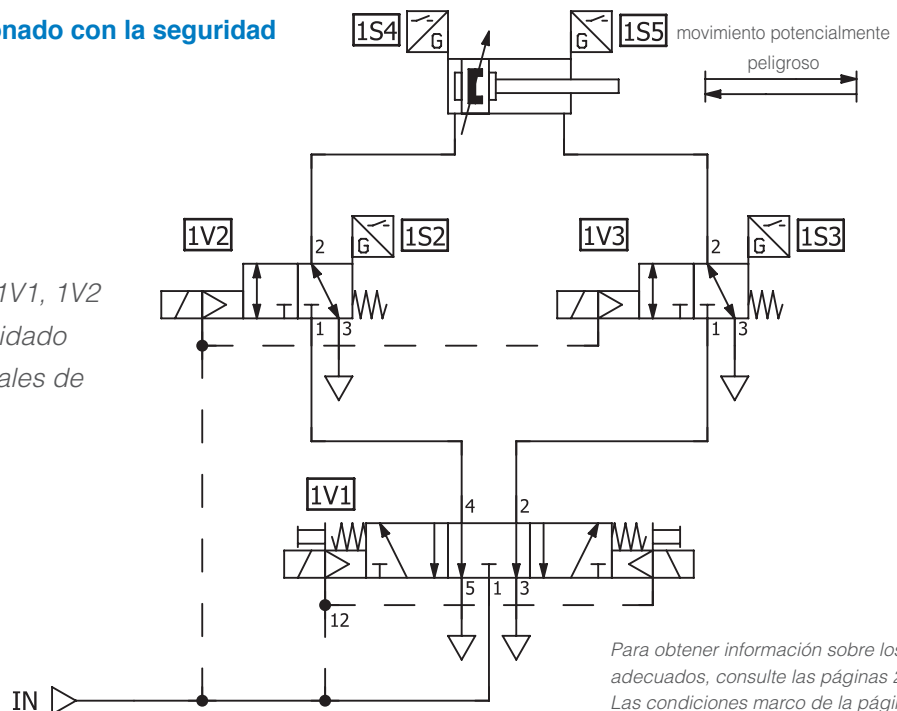 onado con la seguridad
1S4
G
G
1S5
movimiento potencialmente
peligroso
1V2
G
1S2
1V3
G
1S3
2
2
1 3
1 3
1V1, 1V2
idado
ales de
1V1
4 2
5 1 3
12
IN
Para obtener información sobre los
adecuados, consulte las páginas
Las condiciones marco de la págin